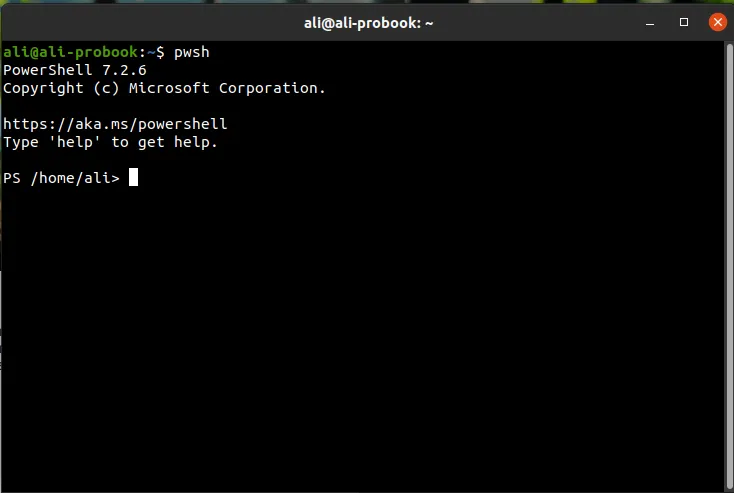 ali@ali-probook: ~
ali@ali-probook:~$ pwsh
PowerShell 7.2.6
Copyright (c) Microsoft Corporation.
https://aka.ms/powershell
Type 'help' to get help.
PS /home/ali>